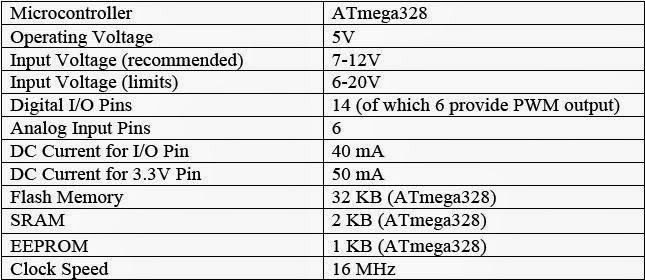 Microcontroller ATmega328
Operating Voltage 5V
Input Voltage (recommended) 7-12V
Input Voltage (limits) 6-20V
Digital I/O Pins 14 (of which 6 provide PWM output)
Analog Input Pins 6
DC Current for I/O Pin 40 mA
DC Current for 3.3V Pin 50 mA
Flash Memory 32 KB (ATmega328)
SRAM 2 KB (ATmega328)
EEPROM 1 KB (ATmega328)
Clock Speed 16 MHz